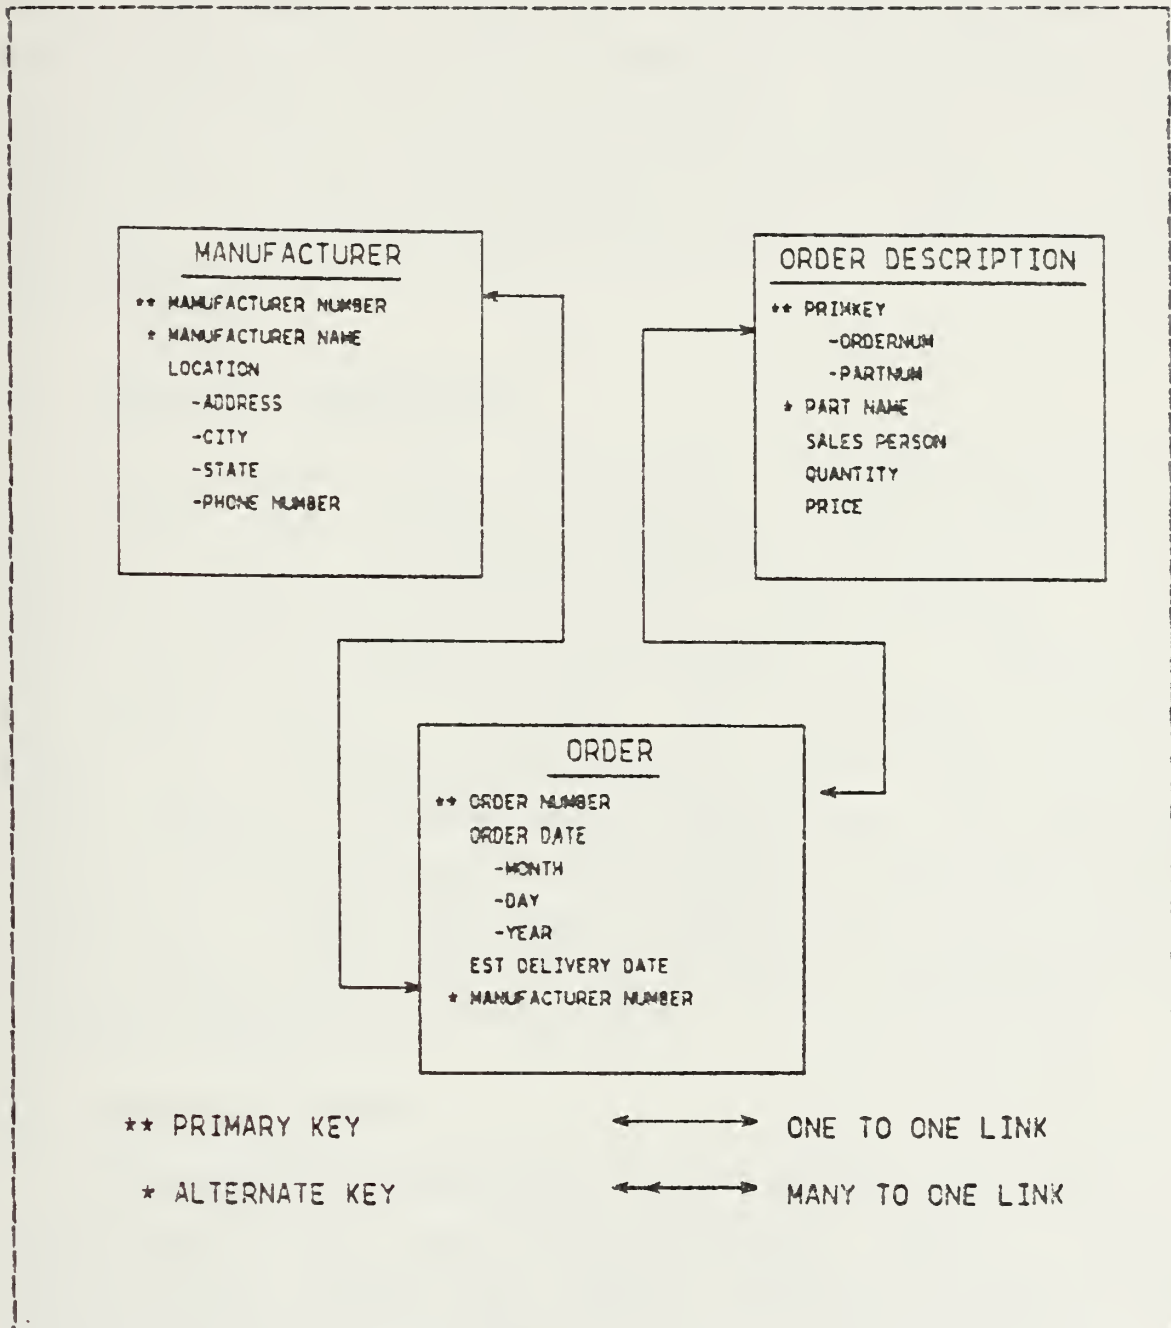 MANUFACTURER
** MANUFACTURER NUMBER
* MANUFACTURER NAME
LOCATION
-ADDRESS
-CITY
-STATE
-PHONE NUMBER
ORDER DESCRIPTION
** PRIMKEY
-ORDERNUM
-PARTNUM
* PART NAME
SALES PERSON
QUANTITY
PRICE
ORDER
** ORDER NUMBER
ORDER DATE
-MONTH
-DAY
-YEAR
EST DELIVERY DATE
* MANUFACTURER NUMBER
** PRIMARY KEY
ONE TO ONE LINK
* ALTERNATE KEY
MANY TO ONE LINK